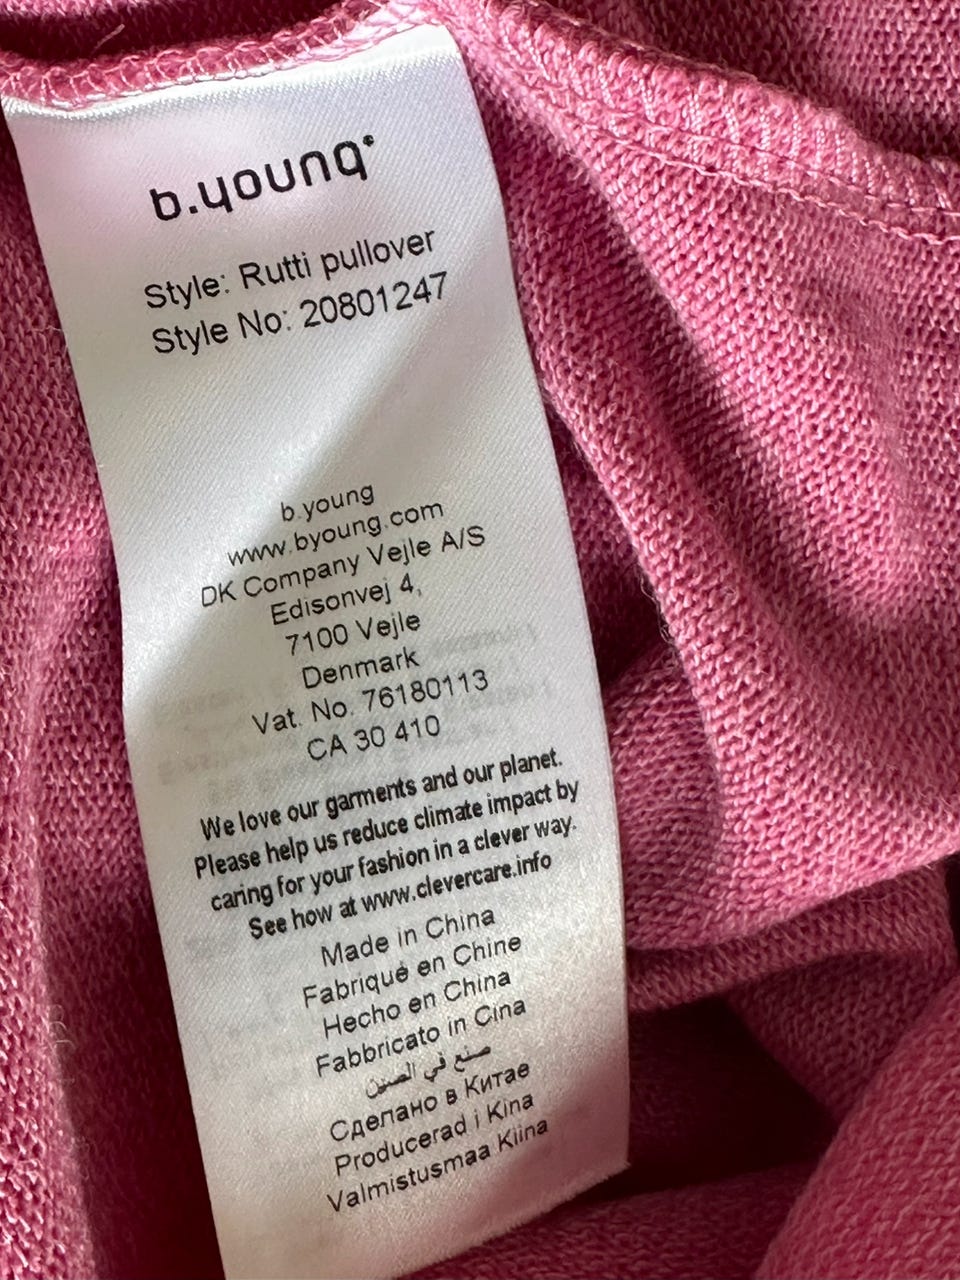 b.young
Style: Rutti pullover
Style No: 20801247
b.young
www.byoung.com
DK Company Vejle A/S
Edisonvej 4,
7100 Vejle
Denmark
Vat. No. 76180113
CA 30 410
We love our garments and our planet.
Please help us reduce climate impact by
caring for your fashion in a clever way.
See how at www.clevercare.info
Made in China
Fabriqué en Chine
Hecho en China
Fabbricato in Cina
صنع في الصين
Сделано в Китае
Producerad i Kina
Valmistusmaa Kiina